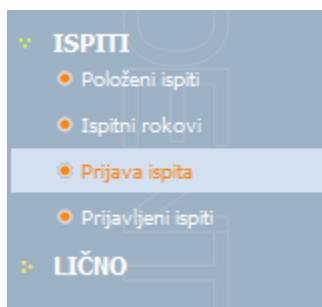 ISPITI
Položeni ispiti
Ispitni rokovi
Prijava ispita
Prijavljeni ispiti
LIČNO